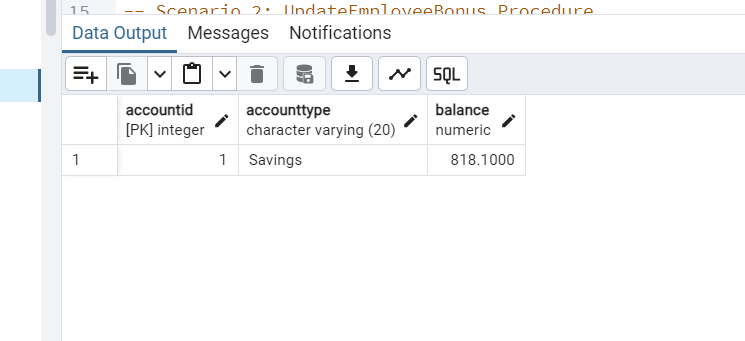 15 -- Scenario 2: UpdateEmployeeBonus Procedure
Data Output Messages Notifications
SQL
accountid accounttype balance
[PK] integer character varying (20) numeric
1 1 Savings 818.1000